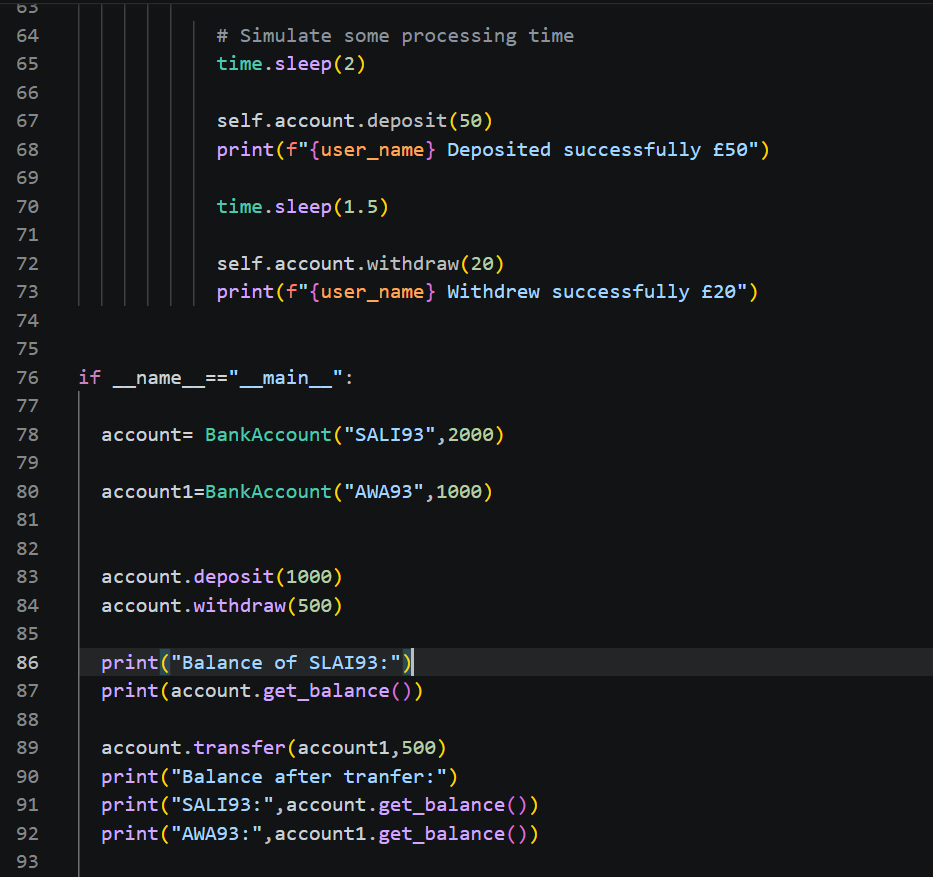 63
64 # Simulate some processing time
65 time.sleep(2)
66
67 self.account.deposit(50)
68 print(f"{user_name} Deposited successfully £50")
69
70 time.sleep(1.5)
71
72 self.account.withdraw(20)
73 print(f"{user_name} Withdrew successfully £20")
74
75
76 if __name__=="__main__":
77
78 account= BankAccount("SALI93",2000)
79
80 account1=BankAccount("AWA93",1000)
81
82
83 account.deposit(1000)
84 account.withdraw(500)
85
86 print("Balance of SLAI93:")
87 print(account.get_balance())
88
89 account.transfer(account1,500)
90 print("Balance after tranfer:")
91 print("SALI93:",account.get_balance())
92 print("AWA93:",account1.get_balance())
93